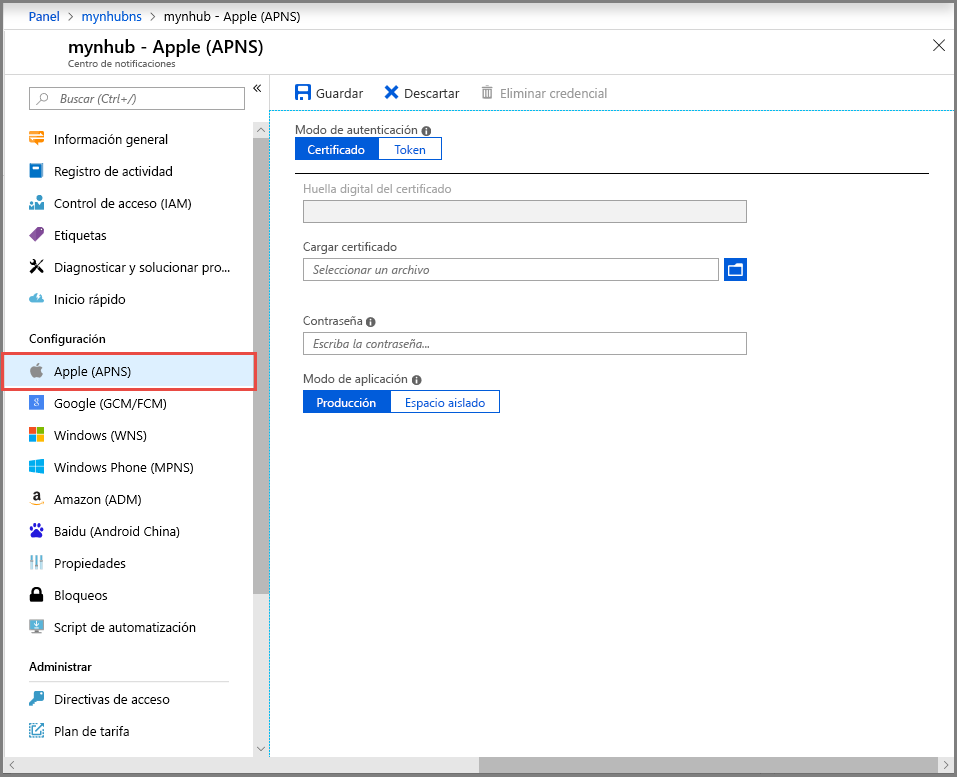 Panel > mynhubns > mynhub - Apple (APNS)
mynhub - Apple (APNS)
Centro de notificaciones
Buscar (Ctrl+/)
«
Información general
Registro de actividad
Control de acceso (IAM)
Etiquetas
Diagnosticar y solucionar pro...
Inicio rápido
Configuración
Apple (APNS)
Google (GCM/FCM)
Windows (WNS)
Windows Phone (MPNS)
Amazon (ADM)
Baidu (Android China)
Propiedades
Bloqueos
Script de automatización
Administrar
Directivas de acceso
Plan de tarifa
Guardar Descartar Eliminar credencial
Modo de autenticación
Certificado Token
Huella digital del certificado
Cargar certificado
Seleccionar un archivo
Contraseña
Escriba la contraseña...
Modo de aplicación
Producción Espacio aislado